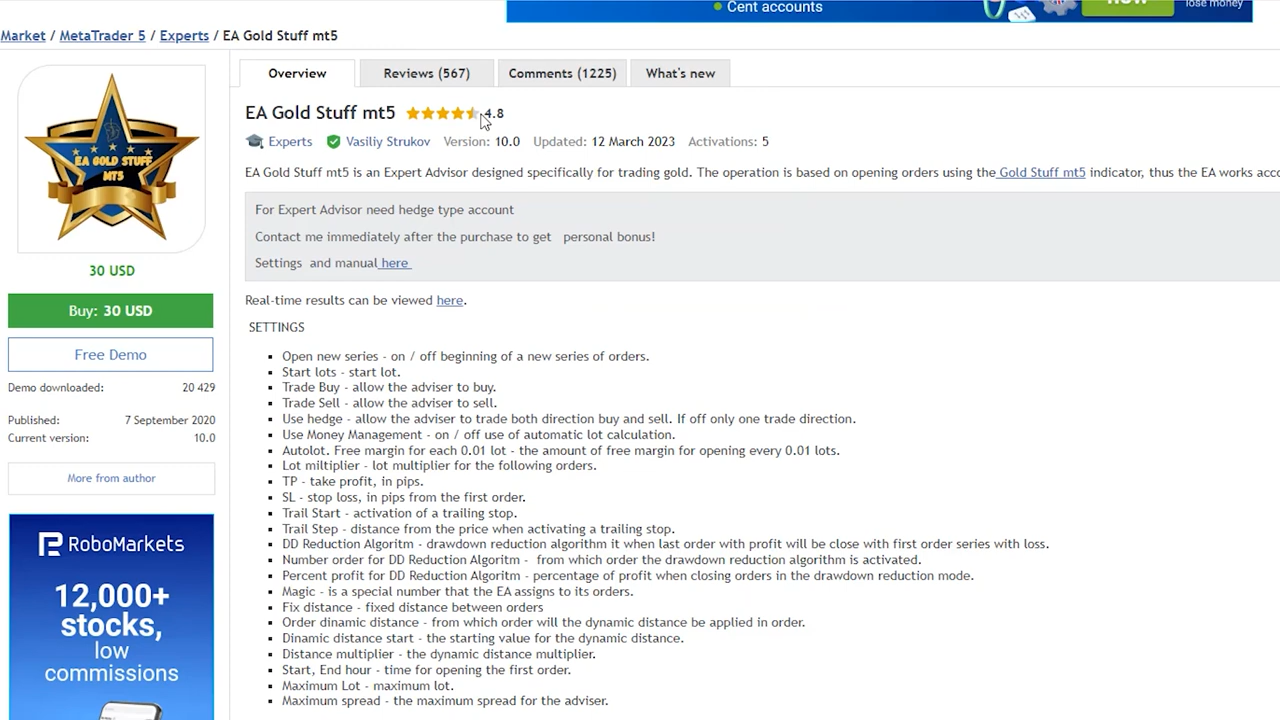 Cent accounts
now
lose money
Market / MetaTrader 5 / Experts / EA Gold Stuff mt5
Overview
Reviews (567)
Comments (1225)
What's new
EA GOLD STUFF
MT5
EA Gold Stuff mt5 4.8
Experts Vasiliy Strukov Version: 10.0 Updated: 12 March 2023 Activations: 5
EA Gold Stuff mt5 is an Expert Advisor designed specifically for trading gold. The operation is based on opening orders using the Gold Stuff mt5 indicator, thus the EA works
For Expert Advisor need hedge type account
Contact me immediately after the purchase to get personal bonus!
Settings and manual here
30 USD
Buy: 30 USD
Free Demo
Demo downloaded: 20 429
Published: 7 September 2020
Current version: 10.0
More from author
RoboMarkets
12,000+
stocks,
low
commissions
Real-time results can be viewed here.
SETTINGS
▪ Open new series - on / off beginning of a new series of orders.
▪ Start lots - start lot.
▪ Trade Buy - allow the adviser to buy.
▪ Trade Sell - allow the adviser to sell.
▪ Use hedge - allow the adviser to trade both direction buy and sell. If off only one trade direction.
▪ Use Money Management - on / off use of automatic lot calculation.
▪ Autolot. Free margin for each 0.01 lot - the amount of free margin for opening every 0.01 lots.
▪ Lot miltiplier - lot multiplier for the following orders.
▪ TP - take profit, in pips.
▪ SL - stop loss, in pips from the first order.
▪ Trail Start - activation of a trailing stop.
▪ Trail Step - distance from the price when activating a trailing stop.
▪ DD Reduction Algoritm - drawdown reduction algorithm it when last order with profit will be close with first order series with loss.
▪ Number order for DD Reduction Algoritm - from which order the drawdown reduction algorithm is activated.
▪ Percent profit for DD Reduction Algoritm - percentage of profit when closing orders in the drawdown reduction mode.
▪ Magic - is a special number that the EA assigns to its orders.
▪ Fix distance - fixed distance between orders
▪ Order dinamic distance - from which order will the dynamic distance be applied in order.
▪ Dinamic distance start - the starting value for the dynamic distance.
▪ Distance multiplier - the dynamic distance multiplier.
▪ Start, End hour - time for opening the first order.
▪ Maximum Lot - maximum lot.
▪ Maximum spread - the maximum spread for the adviser.